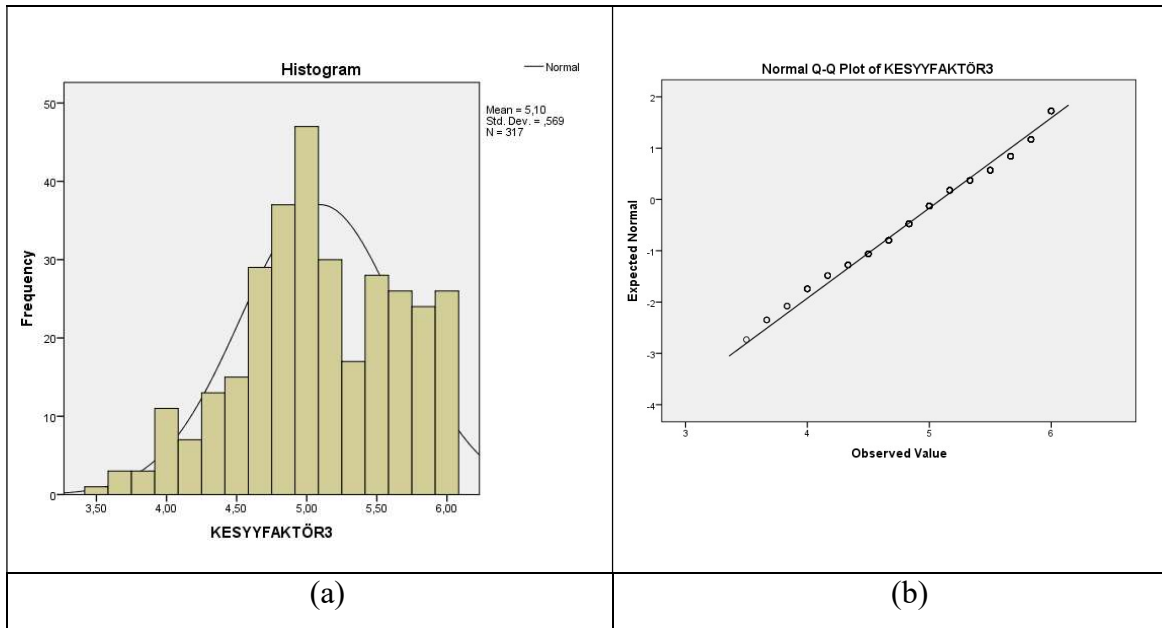 Histogram
Normal
Mean = 5,10
Std. Dev. = ,569
N = 317
Frequency
50
40
30
20
10
0
3,50 4,00 4,50 5,00 5,50 6,00
KESYYFAKTÖR3
(a)
Normal Q-Q Plot of KESYYFAKTÖR3
Expected Normal
2
1
0
-1
-2
-3
-4
3 4 5 6
Observed Value
(b)